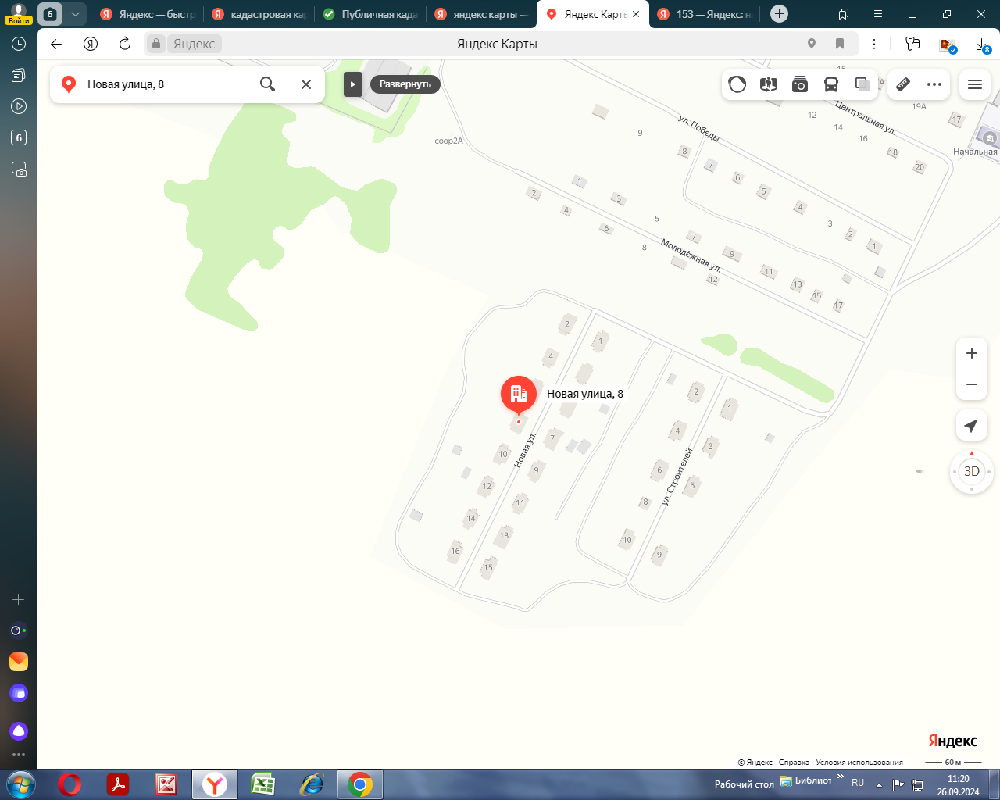 Войти
6
Яндекс — быстр
кадастровая кар
Публичная када
яндекс карты —
Яндекс Карты
153 — Яндекс: н
Яндекс
Яндекс Карты
8
6
Новая улица, 8
Развернуть
15
19А
12
14
16
17
18
20
Центральная ул.
Начальная
ул. Победы
9
8
7
6
5
4
3
2
1
coop2А
1
2
3
4
5
6
7
8
9
11
12
13
15
17
Молодёжная ул.
2
1
4
Новая улица, 8
7
10
9
12
11
14
13
16
15
Новая ул.
2
1
4
3
6
5
8
10
9
ул. Строителей
3D
Яндекс
© Яндекс Справка Условия использования
60 м
Рабочий стол
Библиот
»
RU
11:20
26.09.2024